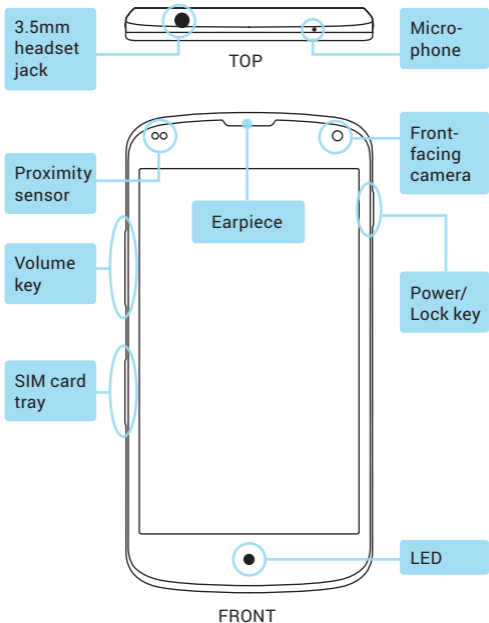 3.5mm
headset
jack
Micro-
phone
TOP
Front-
facing
camera
Proximity
sensor
Earpiece
Volume
key
Power/
Lock key
SIM card
tray
LED
FRONT